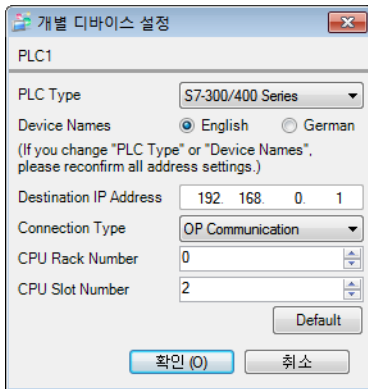 개별 디바이스 설정
PLC1
PLC Type S7-300/400 Series
Device Names English German
(If you change "PLC Type" or "Device Names",
please reconfirm all address settings.)
Destination IP Address 192. 168. 0. 1
Connection Type OP Communication
CPU Rack Number 0
CPU Slot Number 2
Default
확인 (O) 취소